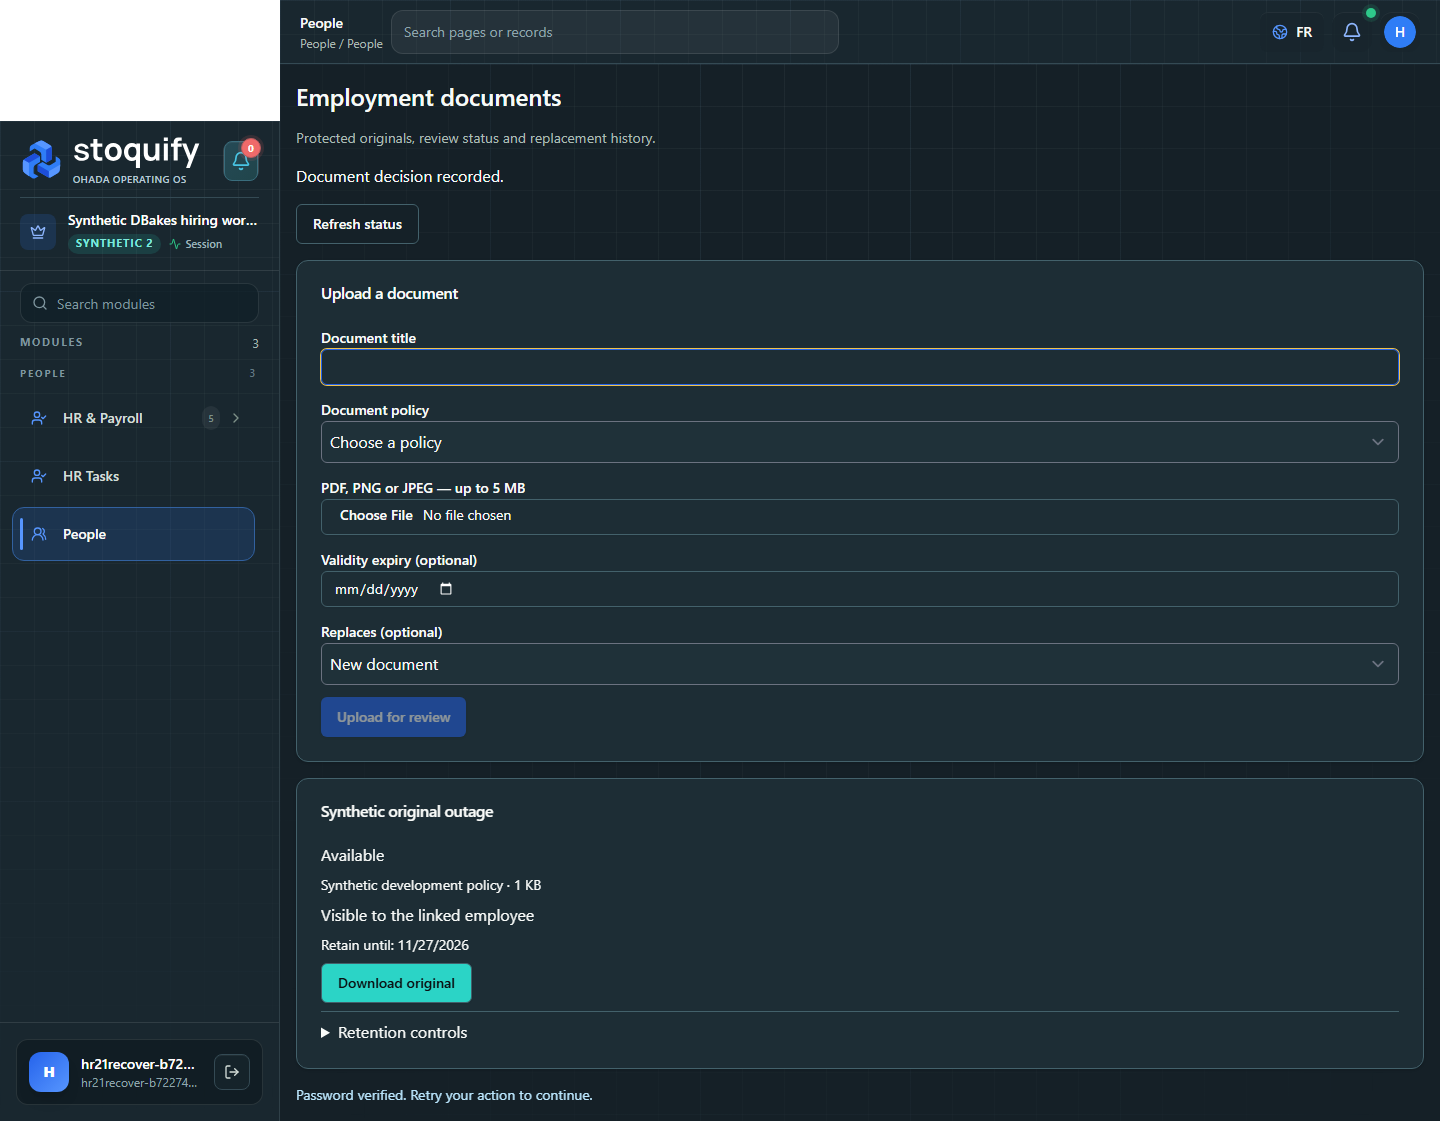 People
People / People
Search pages or records
FR
H
stoquify
OHADA OPERATING OS
0
Synthetic DBakes hiring wor...
SYNTHETIC 2
Session
Search modules
MODULES
3
PEOPLE
3
HR & Payroll
5
HR Tasks
People
H
hr21recover-b72...
hr21recover-b72274...
Employment documents
Protected originals, review status and replacement history.
Document decision recorded.
Refresh status
Upload a document
Document title
Document policy
Choose a policy
PDF, PNG or JPEG — up to 5 MB
Choose File No file chosen
Validity expiry (optional)
mm/dd/yyyy
Replaces (optional)
New document
Upload for review
Synthetic original outage
Available
Synthetic development policy · 1 KB
Visible to the linked employee
Retain until: 11/27/2026
Download original
Retention controls
Password verified. Retry your action to continue.